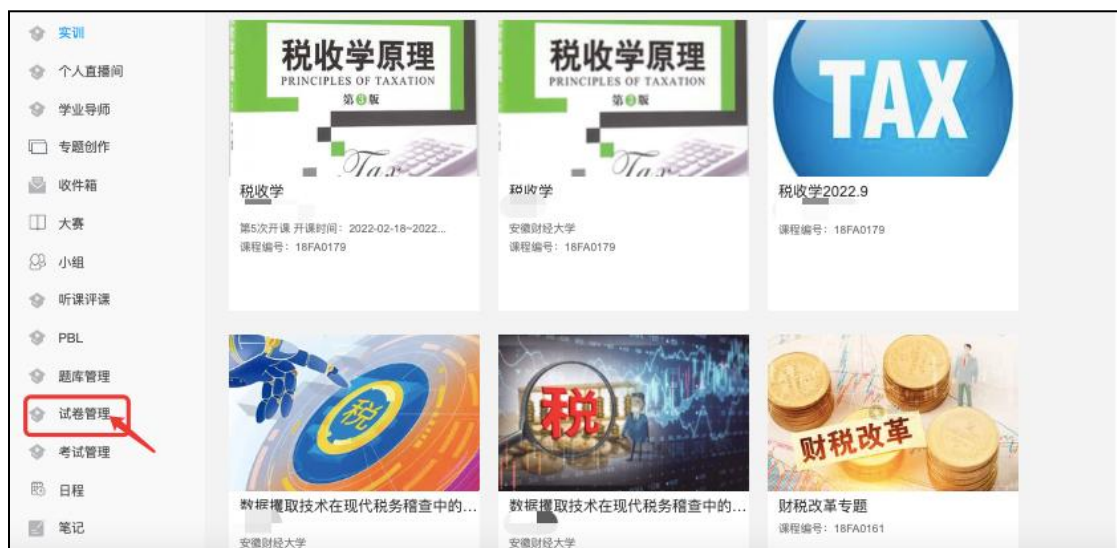 实训
个人直播间
学业导师
专题创作
收件箱
大赛
小组
听课评课
PBL
题库管理
试卷管理
考试管理
日程
笔记
税收学原理
PRINCIPLES OF TAXATION
第3版
Tax
税收学
第5次开课 开课时间：2022-02-18~2022...
课程编号：18FA0179
税收学原理
PRINCIPLES OF TAXATION
第3版
Tax
税收学
安徽财经大学
课程编号：18FA0179
TAX
税收学2022.9
课程编号：18FA0179
税
数据攫取技术在现代税务稽查中的...
安徽财经大学
税
数据攫取技术在现代税务稽查中的...
安徽财经大学
财税改革
财税改革专题
课程编号：18FA0161